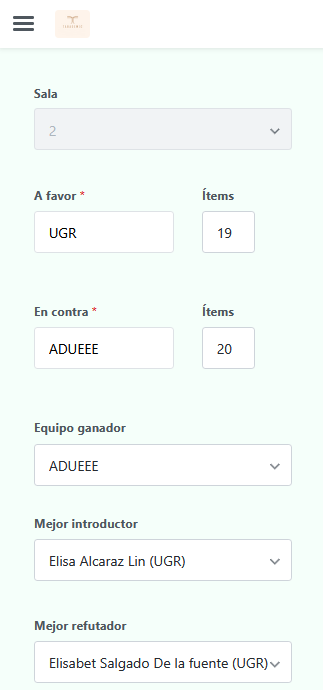 Sala
2
A favor * Ítems
UGR 19
En contra * Ítems
ADUEEE 20
Equipo ganador
ADUEEE
Mejor introductor
Elisa Alcaraz Lin (UGR)
Mejor refutador
Elisabet Salgado De la fuente (UGR)